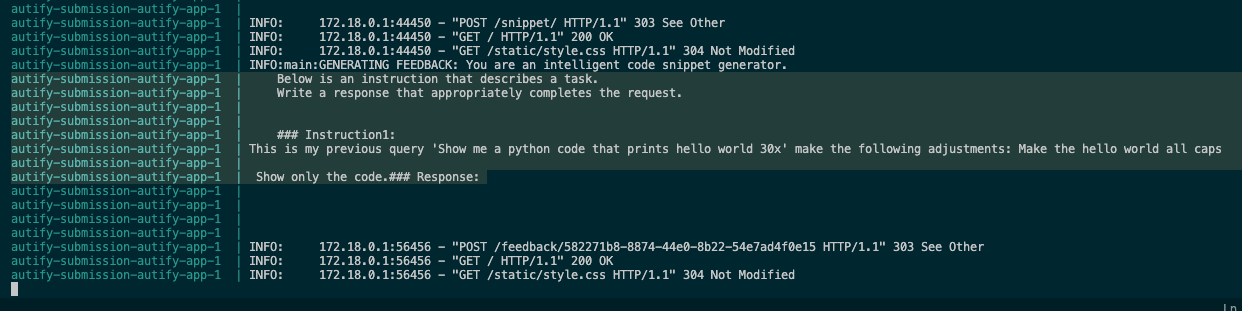 autify-submission-autify-app-1 |
autify-submission-autify-app-1 | INFO: 172.18.0.1:44450 - "POST /snippet/ HTTP/1.1" 303 See Other
autify-submission-autify-app-1 | INFO: 172.18.0.1:44450 - "GET / HTTP/1.1" 200 OK
autify-submission-autify-app-1 | INFO: 172.18.0.1:44450 - "GET /static/style.css HTTP/1.1" 304 Not Modified
autify-submission-autify-app-1 | INFO:main:GENERATING FEEDBACK: You are an intelligent code snippet generator.
autify-submission-autify-app-1 | Below is an instruction that describes a task.
autify-submission-autify-app-1 | Write a response that appropriately completes the request.
autify-submission-autify-app-1 |
autify-submission-autify-app-1 |
autify-submission-autify-app-1 | ### Instruction1:
autify-submission-autify-app-1 | This is my previous query 'Show me a python code that prints hello world 30x' make the following adjustments: Make the hello world all caps
autify-submission-autify-app-1 |
autify-submission-autify-app-1 | Show only the code.### Response:
autify-submission-autify-app-1 |
autify-submission-autify-app-1 |
autify-submission-autify-app-1 |
autify-submission-autify-app-1 |
autify-submission-autify-app-1 | INFO: 172.18.0.1:56456 - "POST /feedback/582271b8-8874-44e0-8b22-54e7ad4f0e15 HTTP/1.1" 303 See Other
autify-submission-autify-app-1 | INFO: 172.18.0.1:56456 - "GET / HTTP/1.1" 200 OK
autify-submission-autify-app-1 | INFO: 172.18.0.1:56456 - "GET /static/style.css HTTP/1.1" 304 Not Modified